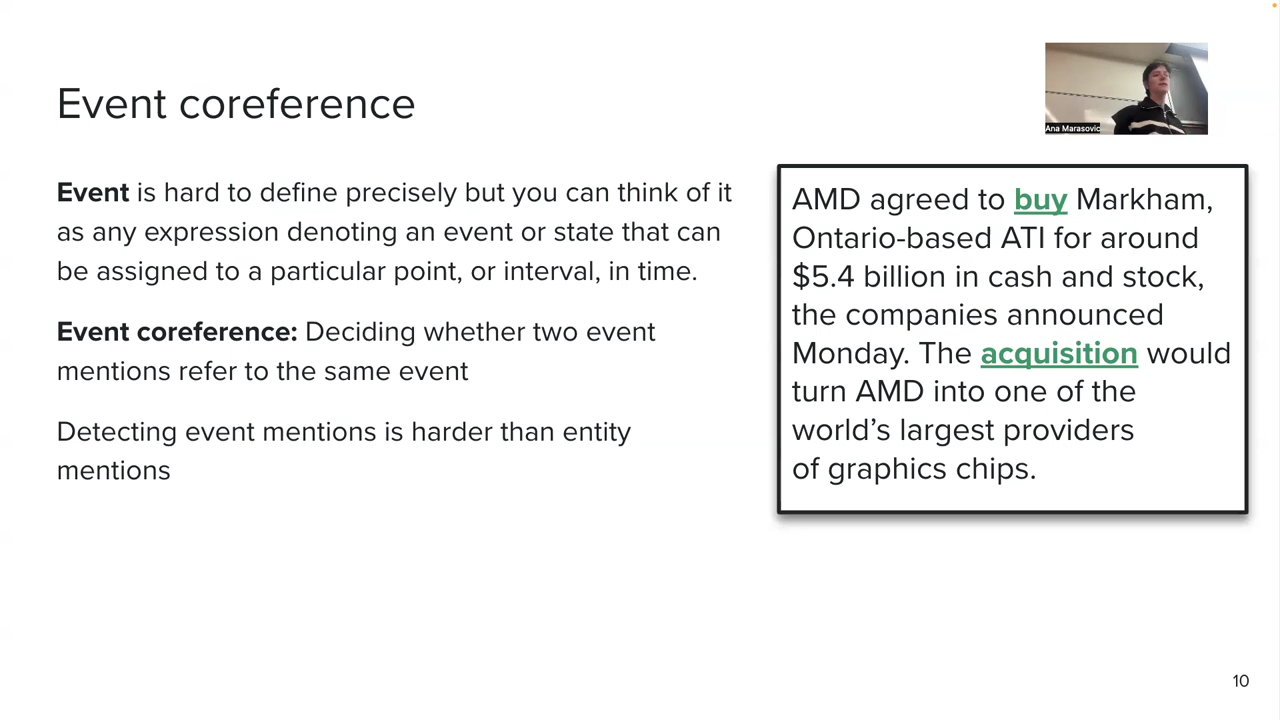 Event coreference
Ana Marasovic
Event is hard to define precisely but you can think of it
as any expression denoting an event or state that can
be assigned to a particular point, or interval, in time.
Event coreference: Deciding whether two event
mentions refer to the same event
Detecting event mentions is harder than entity
mentions
AMD agreed to buy Markham,
Ontario-based ATI for around
$5.4 billion in cash and stock,
the companies announced
Monday. The acquisition would
turn AMD into one of the
world’s largest providers
of graphics chips.
10